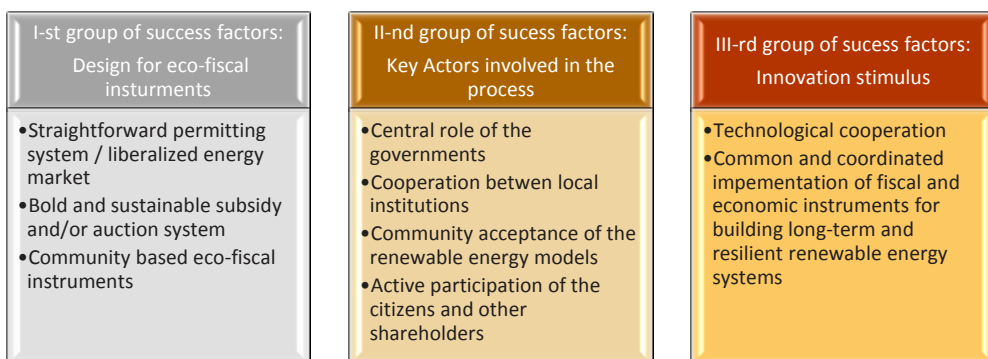 I-st group of success factors:
Design for eco-fiscal
insturments
•Straightforward permitting
system / liberalized energy
market
•Bold and sustainable subsidy
and/or auction system
•Community based eco-fiscal
instruments
II-nd group of sucess factors:
Key Actors involved in the
process
•Central role of the
governments
•Cooperation betwen local
institutions
•Community acceptance of the
renewable energy models
•Active participation of the
citizens and other
shareholders
III-rd group of sucess factors:
Innovation stimulus
•Technological cooperation
•Common and coordinated
impementation of fiscal and
economic instruments for
building long-term and
resilient renewable energy
systems